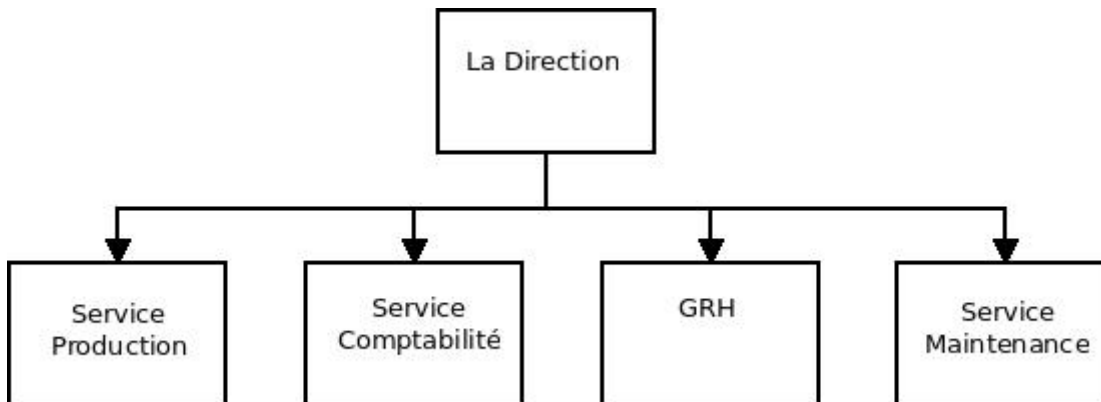 La Direction
Service
Production
Service
Comptabilité
GRH
Service
Maintenance